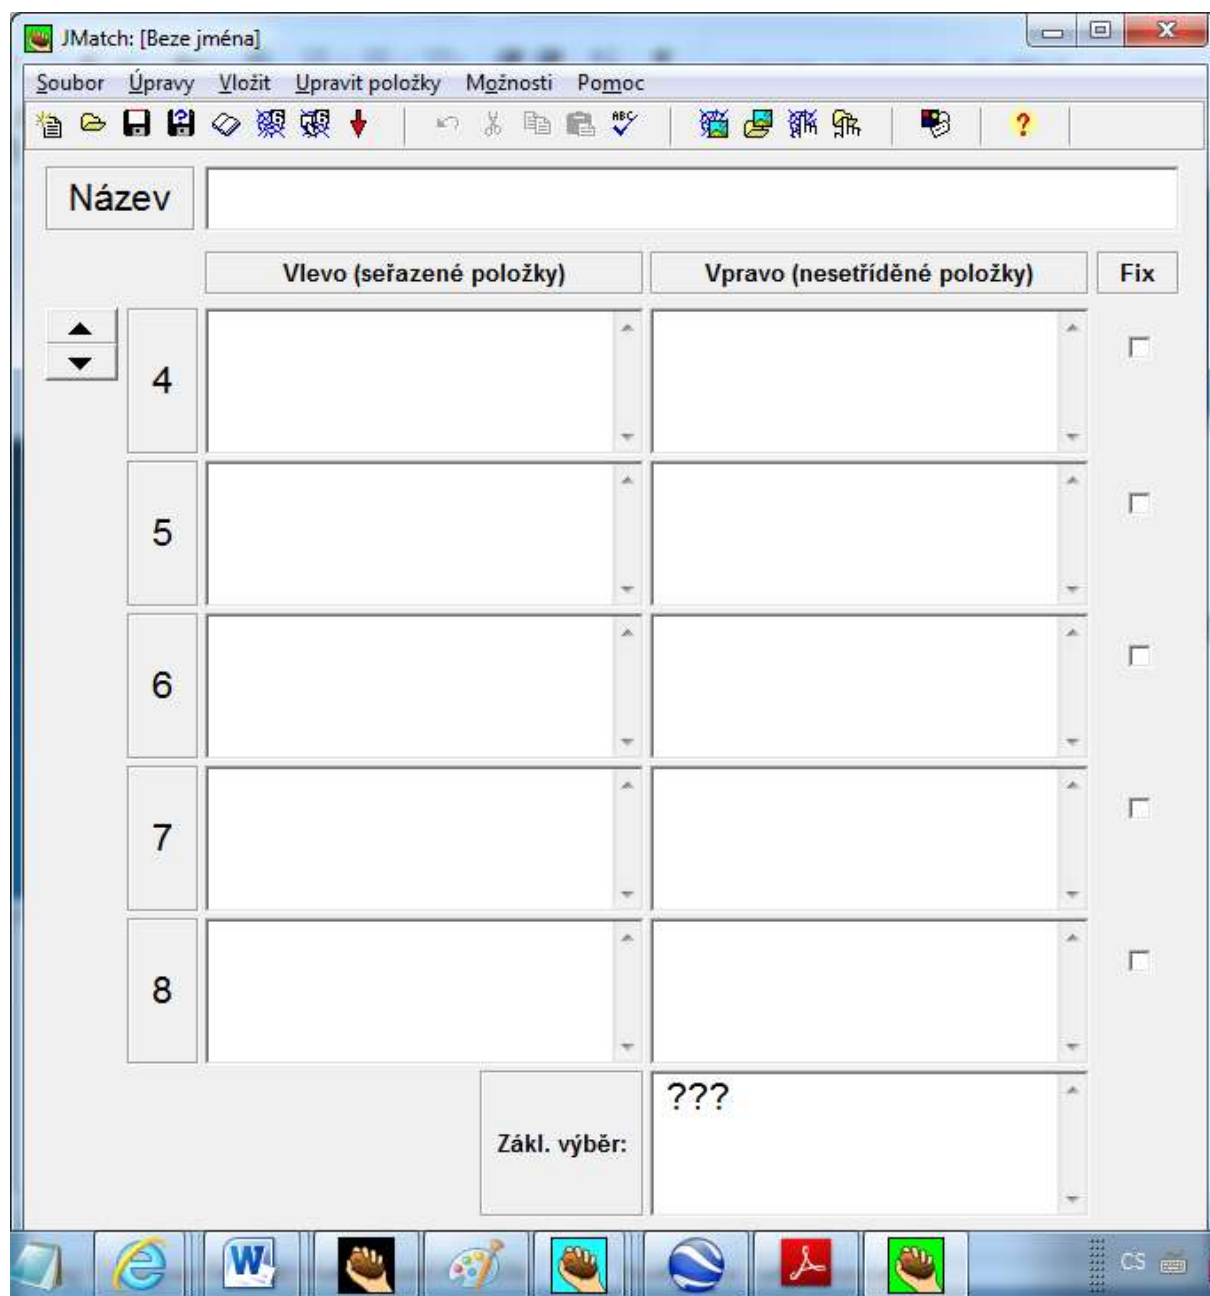 JMatch: [Beze jména]
Soubor Úpravy Vložit Upravit položky Možnosti Pomoc
ABC
?
Název
Vlevo (seřazené položky) Vpravo (nesetříděné položky) Fix
4
5
6
7
8
Zákl. výběr: ???
W CS